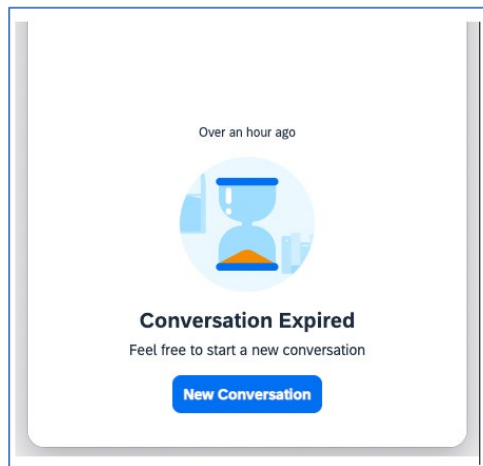 Over an hour ago
Conversation Expired
Feel free to start a new conversation
New Conversation